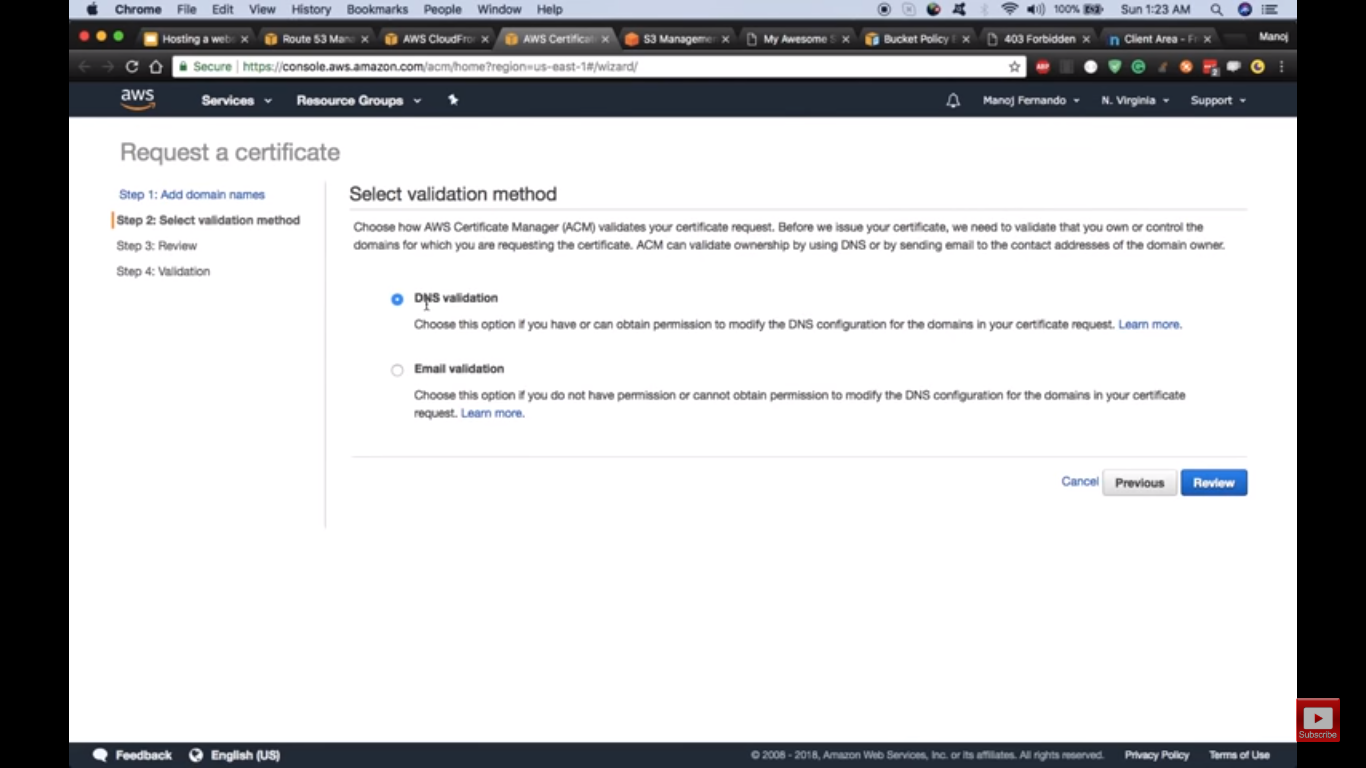 Chrome File Edit View History Bookmarks People Window Help 100% Sun 1:23 AM
Hosting a web Route 53 Man AWS CloudFro AWS Certifica S3 Manageme My Awesome S Bucket Policy 403 Forbidden Client Area - F Manoj
Secure https://console.aws.amazon.com/acm/home?region=us-east-1#/wizard/
aws Services Resource Groups Manoj Fernando N. Virginia Support
Request a certificate
Step 1: Add domain names
Step 2: Select validation method
Step 3: Review
Step 4: Validation
Select validation method
Choose how AWS Certificate Manager (ACM) validates your certificate request. Before we issue your certificate, we need to validate that you own or control the
domains for which you are requesting the certificate. ACM can validate ownership by using DNS or by sending email to the contact addresses of the domain owner.
DNS validation
Choose this option if you have or can obtain permission to modify the DNS configuration for the domains in your certificate request. Learn more.
Email validation
Choose this option if you do not have permission or cannot obtain permission to modify the DNS configuration for the domains in your certificate
request. Learn more.
Cancel Previous Review
Subscribe
Feedback English (US) © 2008 - 2018, Amazon Web Services, Inc. or its affiliates. All rights reserved. Privacy Policy Terms of Use